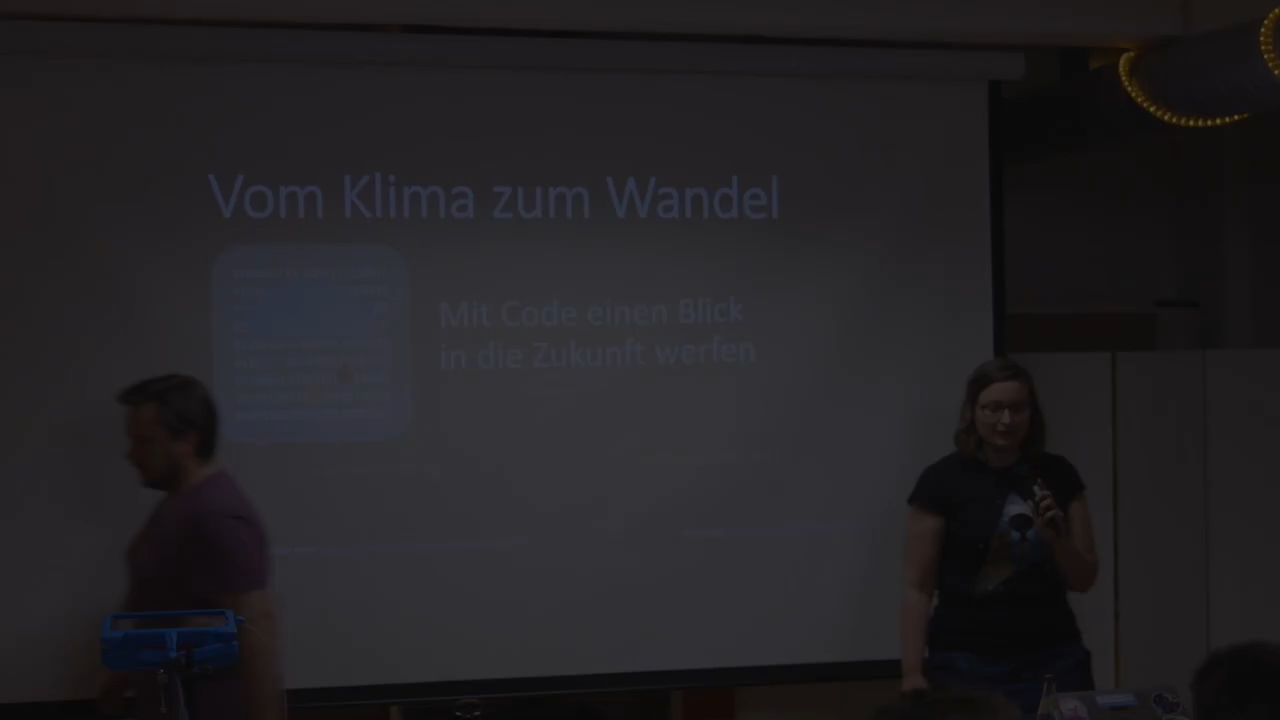 Vom Klima zum Wandel
Mit Code einen Blick
in die Zukunft werfen